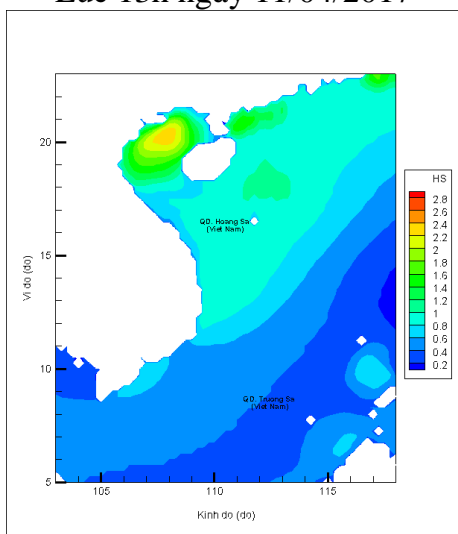 Lúc 13h ngày 11/04/2017
20
15
10
5
105
110
115
Vi do (do)
Kinh do (do)
QD. Hoang Sa
(Viet Nam)
QD. Truong Sa
(Viet Nam)
HS
2.8
2.6
2.4
2.2
2
1.8
1.6
1.4
1.2
1
0.8
0.6
0.4
0.2